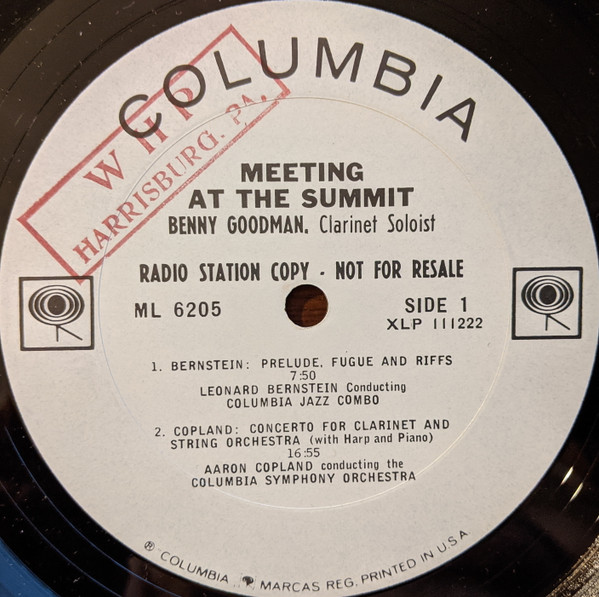 COLUMBIA
W H P
HARRISBURG, PA.
MEETING
AT THE SUMMIT
BENNY GOODMAN. Clarinet Soloist
RADIO STATION COPY - NOT FOR RESALE
ML 6205
SIDE 1
XLP 111222
1. BERNSTEIN: PRELUDE, FUGUE AND RIFFS
7:50
LEONARD BERNSTEIN Conducting
COLUMBIA JAZZ COMBO
2. COPLAND: CONCERTO FOR CLARINET AND
STRING ORCHESTRA (with Harp and Piano)
16:55
AARON COPLAND conducting the
COLUMBIA SYMPHONY ORCHESTRA
® "COLUMBIA", MARCAS REG. PRINTED IN U.S.A.